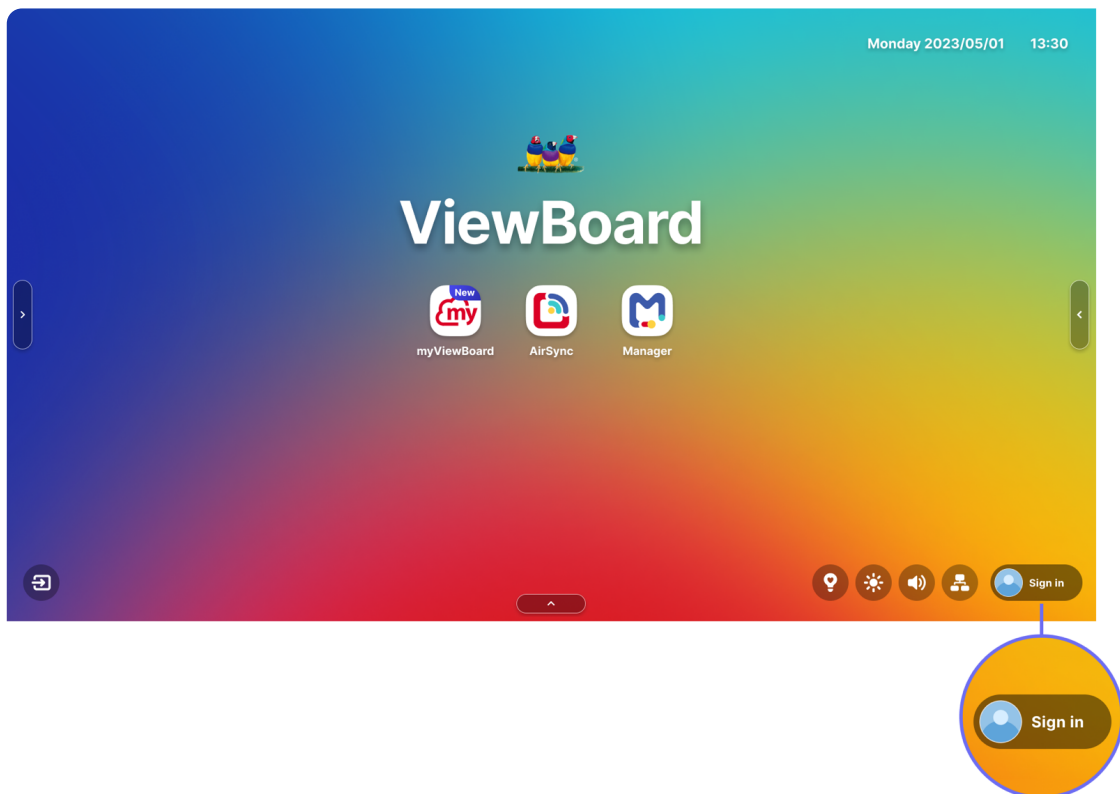 Monday 2023/05/01 13:30
ViewBoard
New
my
myViewBoard AirSync Manager
Sign in
Sign in